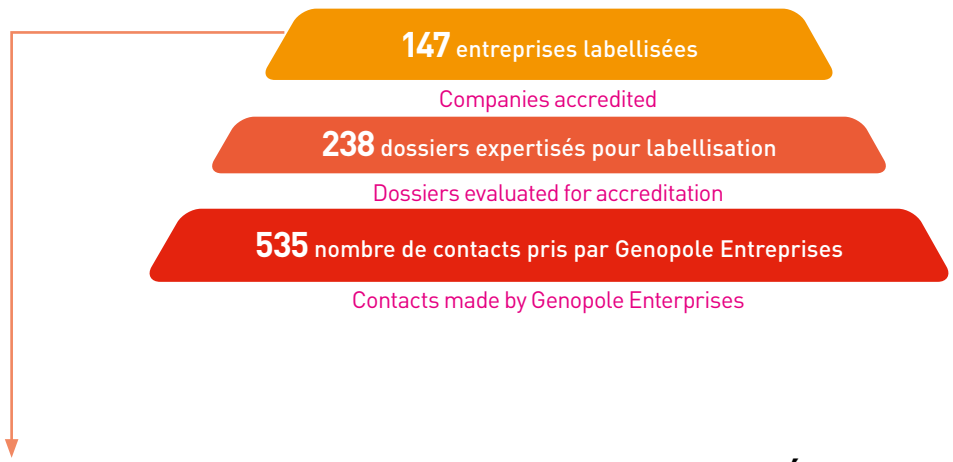 147 entreprises labellisées
Companies accredited
238 dossiers expertisés pour labellisation
Dossiers evaluated for accreditation
535 nombre de contacts pris par Genopole Entreprises
Contacts made by Genopole Enterprises